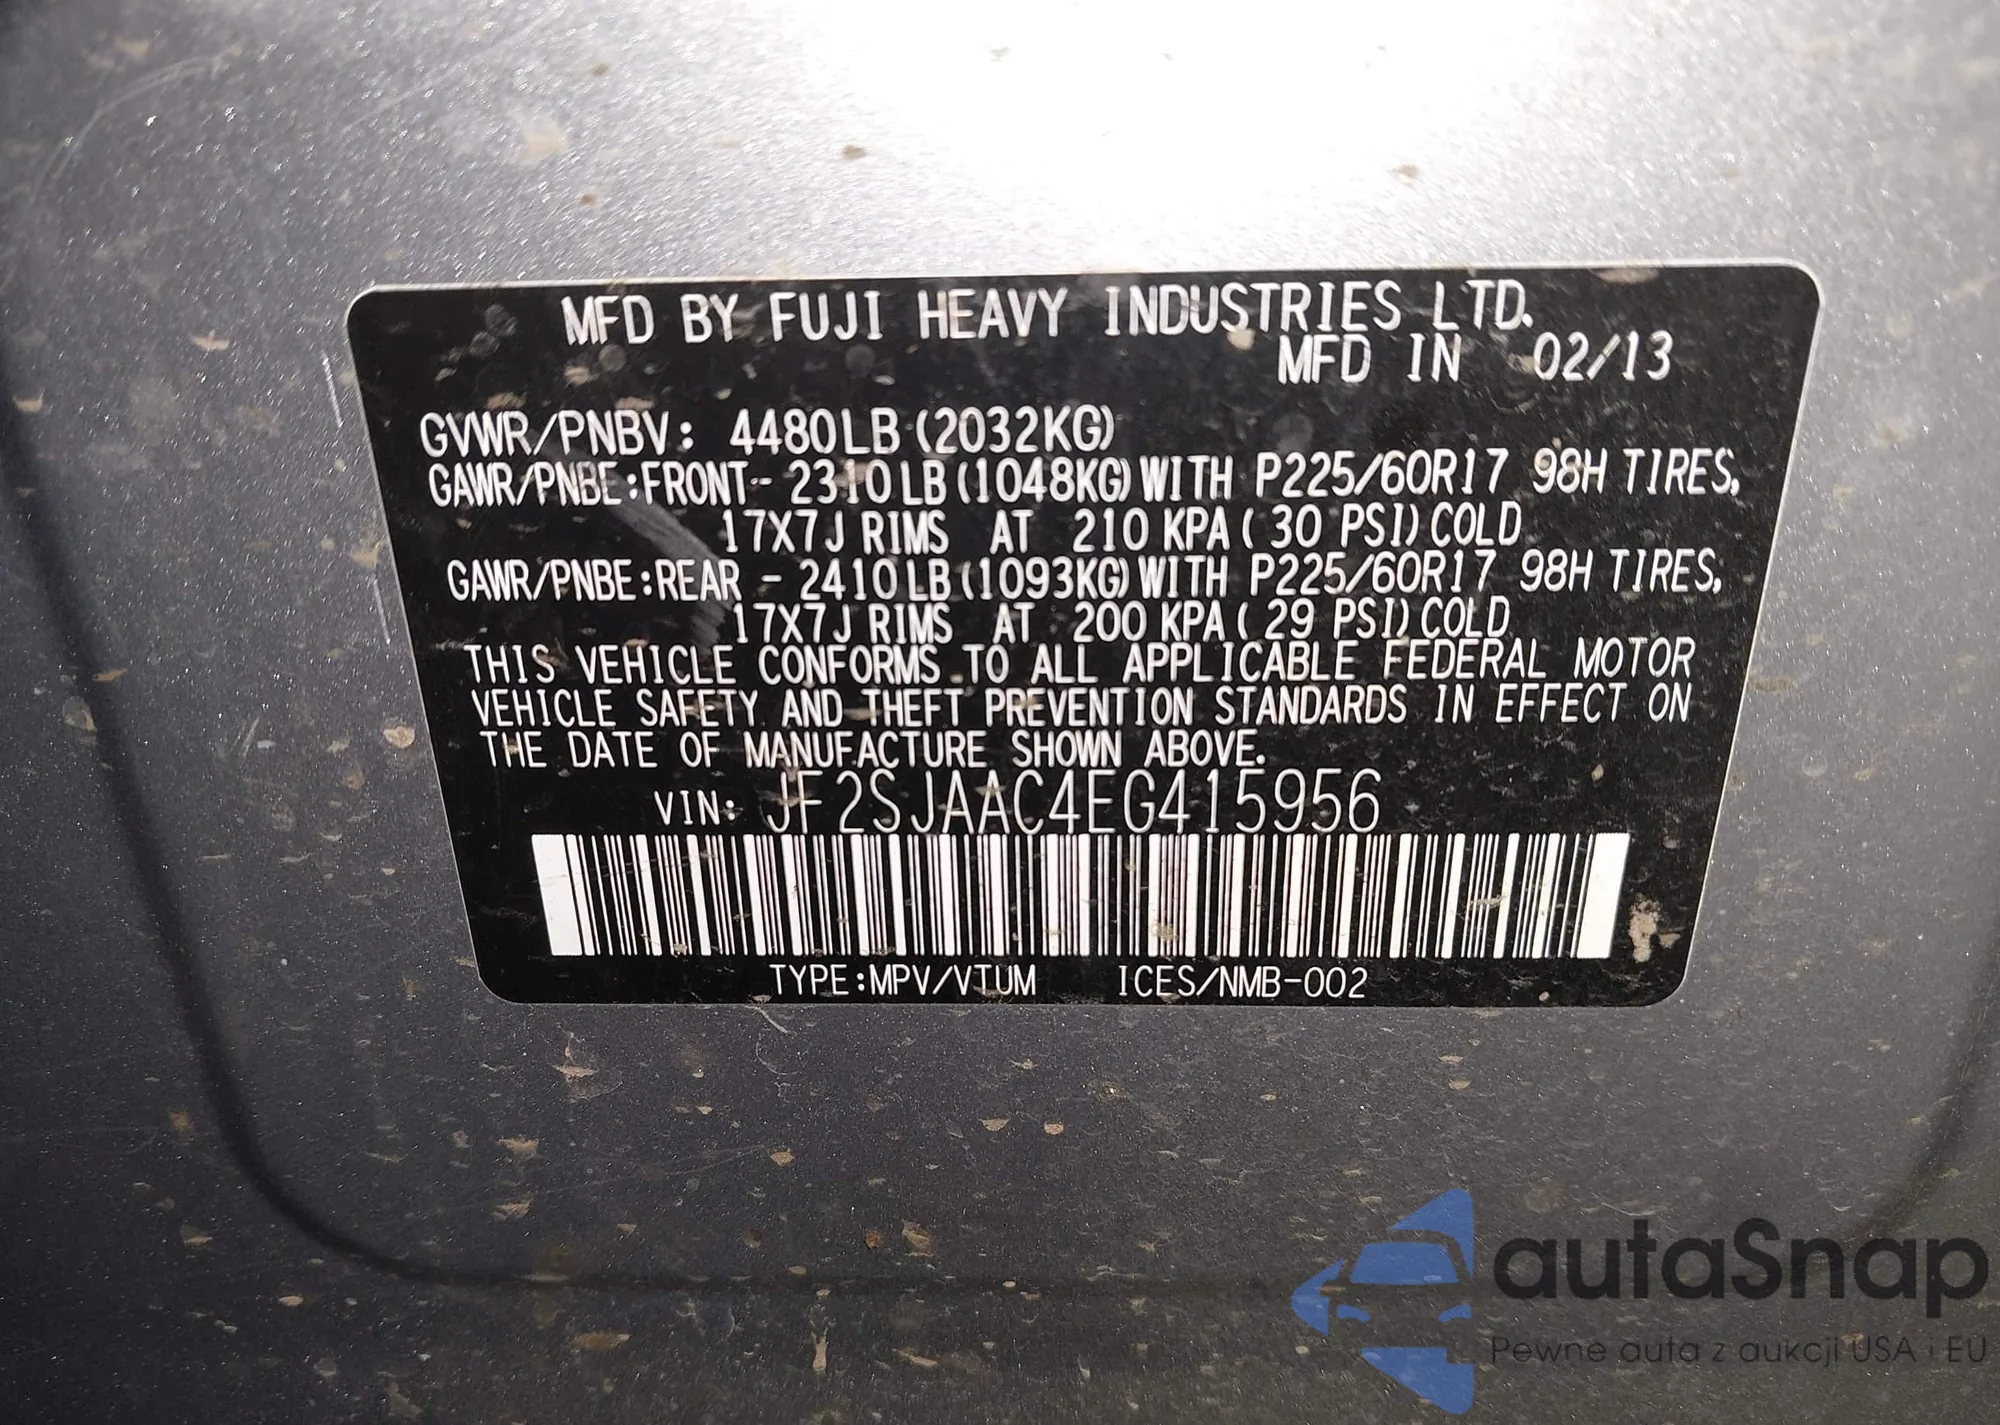 MFD BY FUJI HEAVY INDUSTRIES LTD.
MFD IN 02/13
GVWR/PNBV: 4480LB (2032KG)
GAWR/PNBE:FRONT- 2310LB(1048KG)WITH P225/60R17 98H TIRES,
17X7J RIMS AT 210 KPA( 30 PSI)COLD
GAWR/PNBE:REAR - 2410LB(1093KG)WITH P225/60R17 98H TIRES,
17X7J RIMS AT 200 KPA( 29 PSI)COLD
THIS VEHICLE CONFORMS TO ALL APPLICABLE FEDERAL MOTOR
VEHICLE SAFETY AND THEFT PREVENTION STANDARDS IN EFFECT ON
THE DATE OF MANUFACTURE SHOWN ABOVE.
VIN: JF2SJAAC4EG415956
TYPE:MPV/VTUM ICES/NMB-002
autaSnap
Pewne auta z aukcji USA i EU